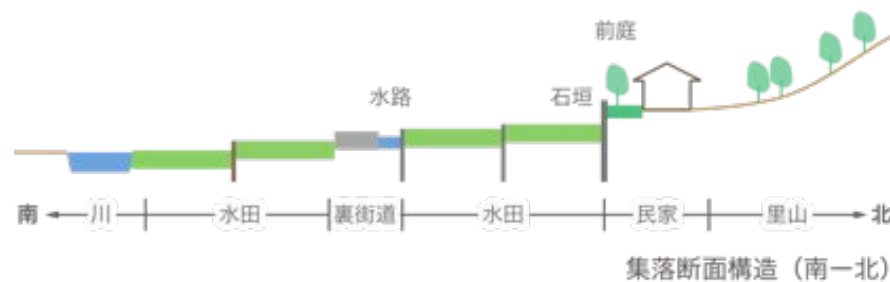 前庭
水路
石垣
南 川 水田 裏街道 水田 民家 里山 北
集落断面構造（南ー北）